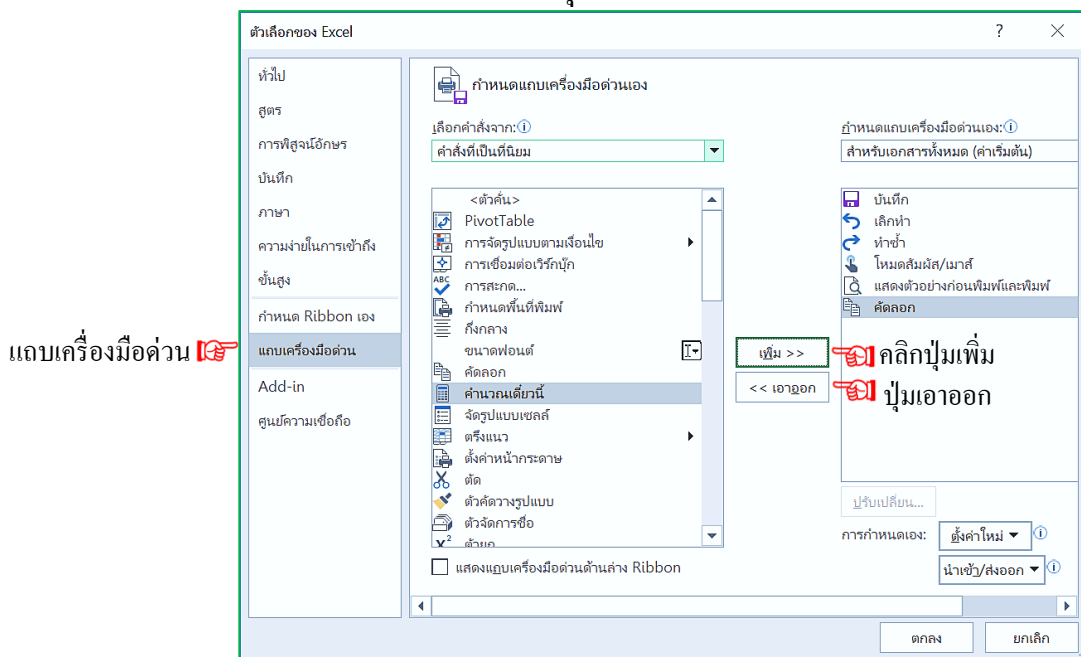 ตัวเลือกของ Excel
ทั่วไป
สูตร
การพิสูจน์อักษร
บันทึก
ภาษา
ความง่ายในการเข้าถึง
ขั้นสูง
กำหนด Ribbon เอง
แถบเครื่องมือด่วน
แถบเครื่องมือด่วน
Add-in
ศูนย์ความเชื่อถือ
กำหนดแถบเครื่องมือด่วนเอง
เลือกคำสั่งจาก:
คำสั่งที่เป็นที่นิยม
<ตัวคั่น>
PivotTable
การจัดรูปแบบตามเงื่อนไข
การเชื่อมต่อเวิร์กบุ๊ก
ABC
การสะกด...
กำหนดพื้นที่พิมพ์
กึ่งกลาง
ขนาดฟอนต์
คัดลอก
คำนวณเดี๋ยวนี้
จัดรูปแบบเซลล์
ตรึงแนว
ตั้งค่าหน้ากระดาษ
ตัด
ตัวคัดวางรูปแบบ
ตัวจัดการชื่อ
ตัวยก
แสดงแถบเครื่องมือด่วนด้านล่าง Ribbon
เพิ่ม >>
<< เอาออก
คลิกปุ่มเพิ่ม
ปุ่มเอาออก
กำหนดแถบเครื่องมือด่วนเอง:
สำหรับเอกสารทั้งหมด (ค่าเริ่มต้น)
บันทึก
เลิกทำ
ทำซ้ำ
โหมดสัมผัส/เมาส์
แสดงตัวอย่างก่อนพิมพ์และพิมพ์
คัดลอก
ปรับเปลี่ยน...
การกำหนดเอง:
ตั้งค่าใหม่
นำเข้า/ส่งออก
ตกลง
ยกเลิก